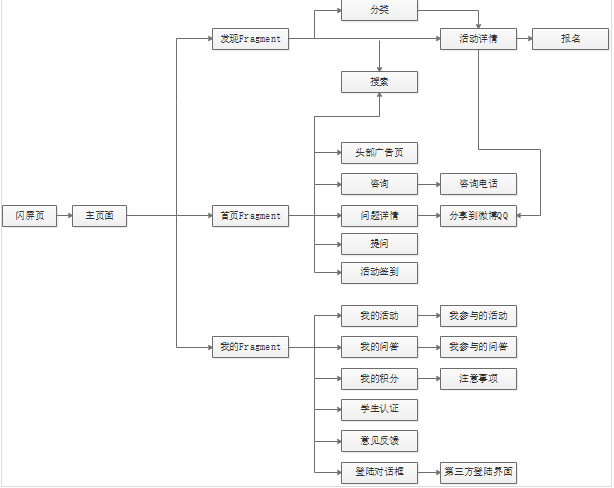 分类
发现Fragment
活动详情
报名
搜索
头部广告页
咨询
咨询电话
闪屏页
主页面
首页Fragment
问题详情
分享到微博QQ
提问
活动签到
我的活动
我参与的活动
我的Fragment
我的问答
我参与的问答
我的积分
注意事项
学生认证
意见反馈
登陆对话框
第三方登陆界面